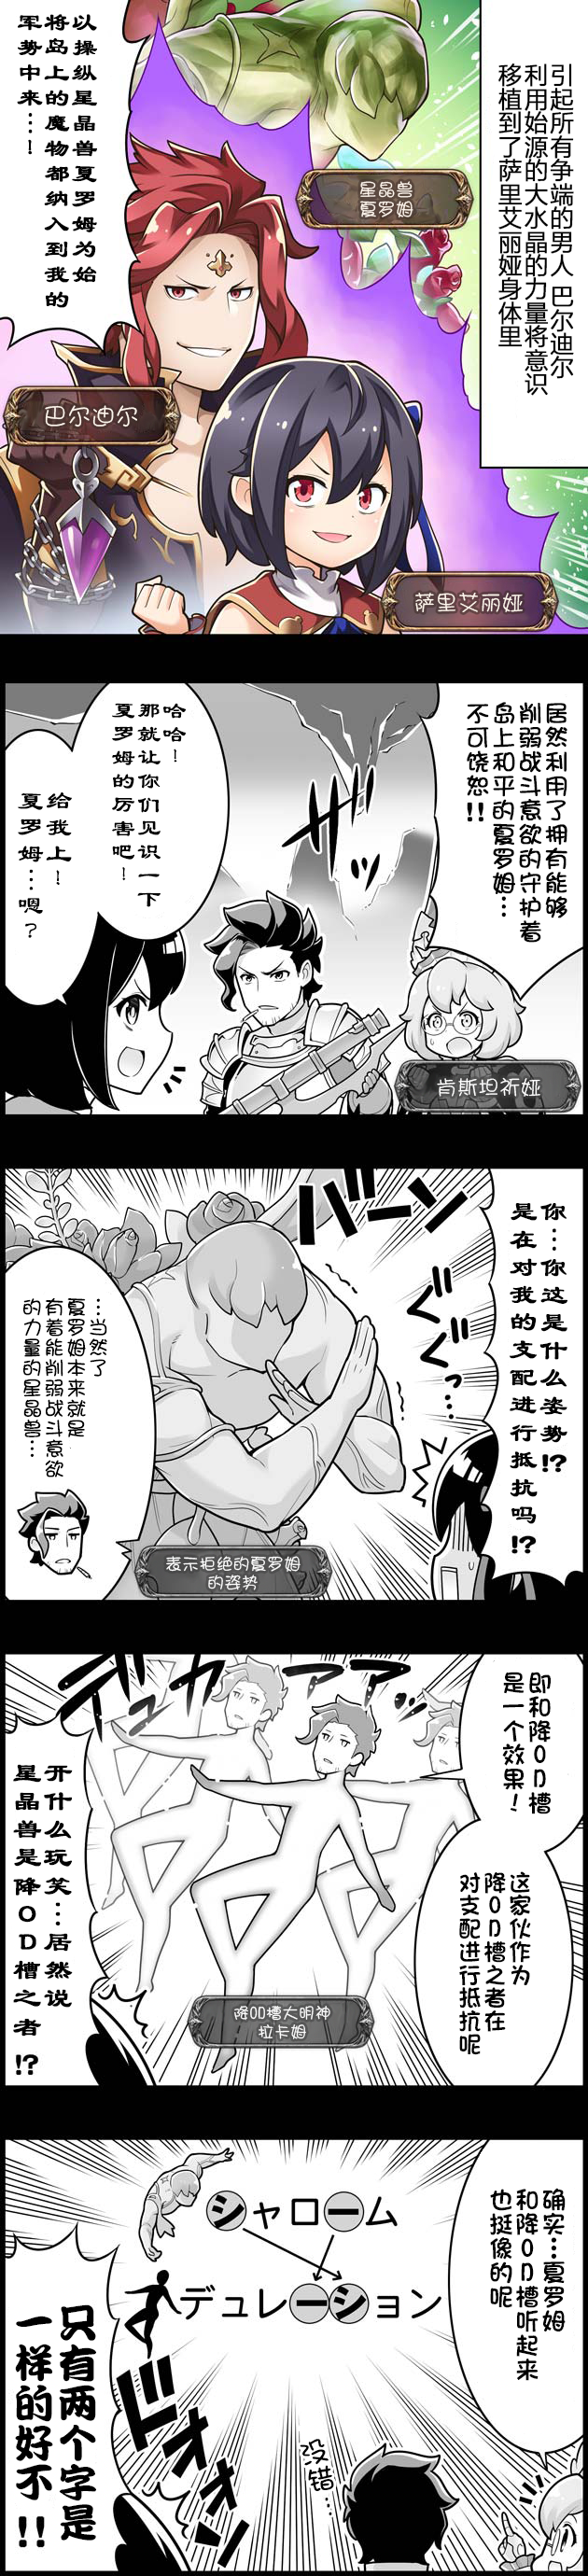 引起所有争端的男人 巴尔迪尔
利用始源的大水晶的力量将意识
移植到了萨里艾丽娅身体里
星晶兽
夏罗姆
以操纵星晶兽夏罗姆为始
将岛上的魔物都纳入到我的
军势中来…！
巴尔迪尔
萨里艾丽娅
居然利用了拥有能够
削弱战斗意欲的守护着
岛上和平的夏罗姆…
不可饶恕!!
ザッ
哈哈！
那就让你们见识一下
夏罗姆的厉害吧！
给我上！
夏罗姆…嗯？
肯斯坦祈娅
你…你这是什么姿势!?
是在对我的支配进行抵抗吗!?
バーン
ぐぐっ…
…当然了
夏罗姆本来就是
有着能削弱战斗意欲
的力量的星晶兽…
表示拒绝的夏罗姆
的姿势
即和降OD槽
是一个效果！
デュカァアッ
这家伙作为
降OD槽之者在
对支配进行抵抗呢
开什么玩笑…居然说
星晶兽是降OD槽之者!?
降OD槽大明神
拉卡姆
确实…夏罗姆
和降OD槽听起来
也挺像的呢
シャローム
デュレーション
ドオオォ
没错…
只有两个字是
一样的好不!!